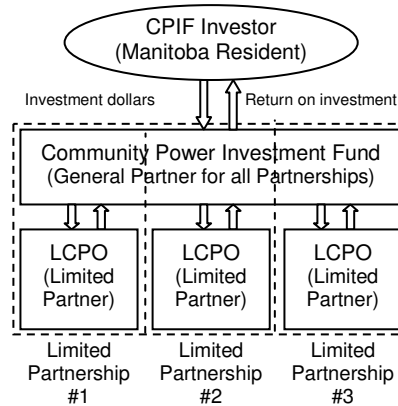 CPIF Investor
(Manitoba Resident)
Investment dollars
Return on investment
Community Power Investment Fund
(General Partner for all Partnerships)
LCPO
(Limited
Partner)
LCPO
(Limited
Partner)
LCPO
(Limited
Partner)
Limited
Partnership
#1
Limited
Partnership
#2
Limited
Partnership
#3